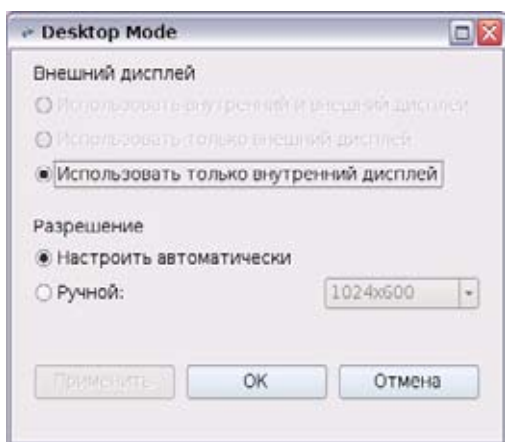 Desktop Mode
Внешний дисплей
Использовать внутренний и внешний дисплей
Использовать только внешний дисплей
Использовать только внутренний дисплей
Разрешение
Настроить автоматически
Ручной: 1024x600
Применить OK Отмена